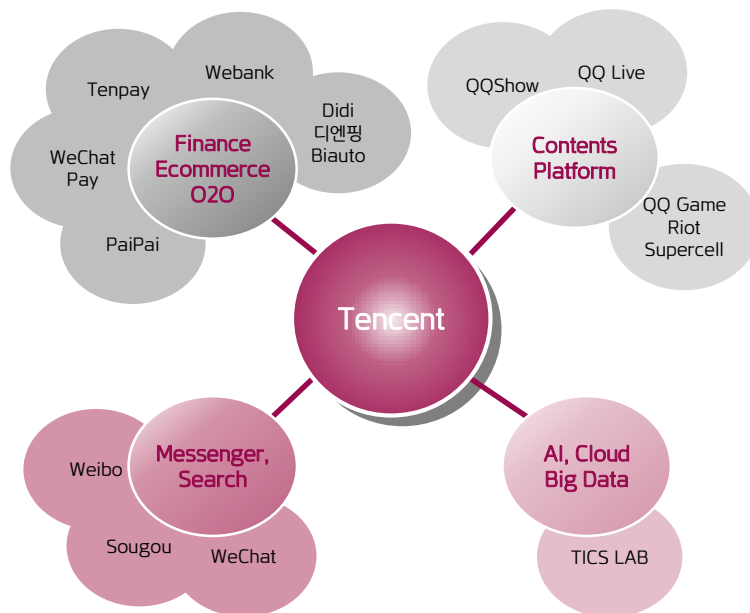 Webank
Tenpay
Didi
디엔핑
Biauto
WeChat
Pay
PaiPai
Finance
Ecommerce
O2O
QQShow
QQ Live
Contents
Platform
QQ Game
Riot
Supercell
Tencent
Messenger,
Search
Weibo
Sougou
WeChat
AI, Cloud
Big Data
TICS LAB